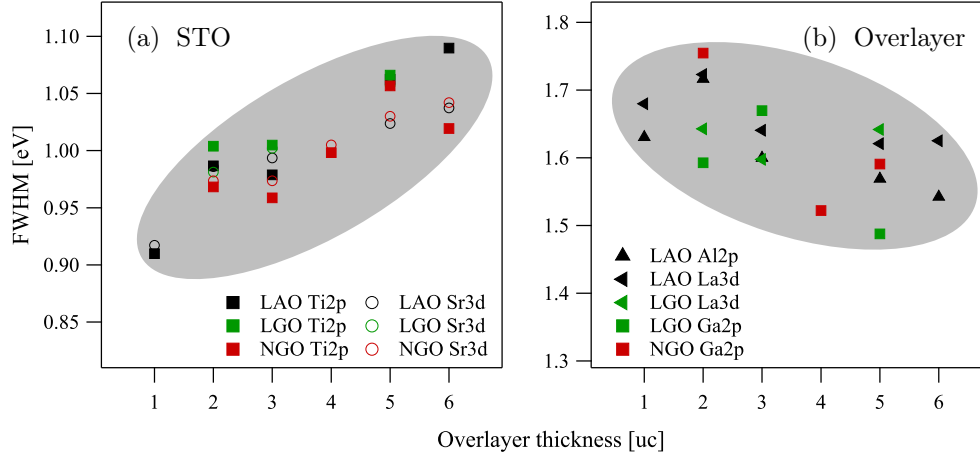 (a) STO
(b) Overlayer
FWHM [eV]
1.10
1.05
1.00
0.95
0.90
0.85
1 2 3 4 5 6
LAO Ti2p
LGO Ti2p
NGO Ti2p
LAO Sr3d
LGO Sr3d
NGO Sr3d
1.8
1.7
1.6
1.5
1.4
1.3
1 2 3 4 5 6
LAO Al2p
LAO La3d
LGO La3d
LGO Ga2p
NGO Ga2p
Overlayer thickness [uc]